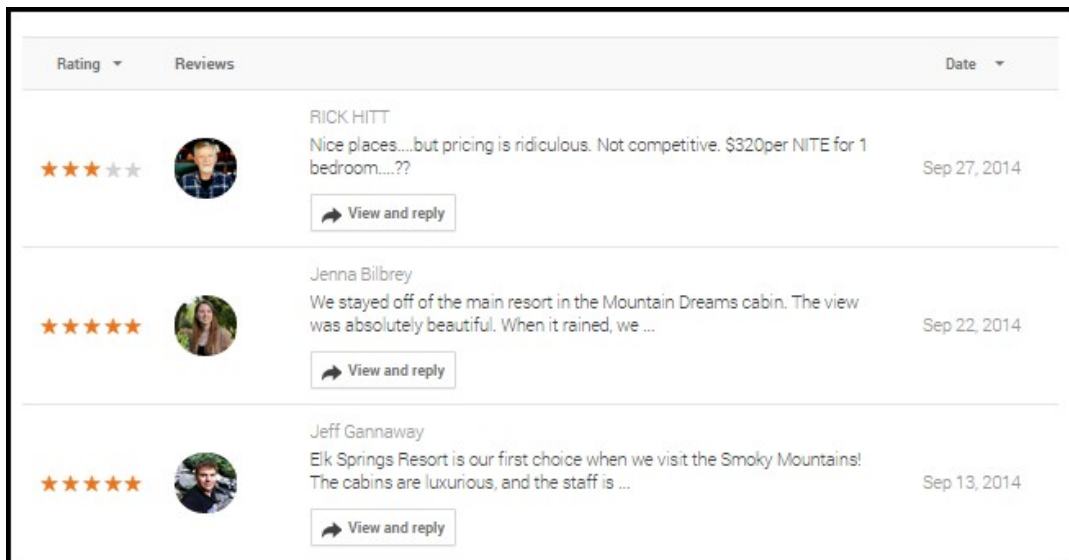 Rating Reviews Date
RICK HITT
Nice places....but pricing is ridiculous. Not competitive. $320per NITE for 1
bedroom....??
Sep 27, 2014
View and reply
Jenna Bilbrey
We stayed off of the main resort in the Mountain Dreams cabin. The view
was absolutely beautiful. When it rained, we ...
Sep 22, 2014
View and reply
Jeff Gannaway
Elk Springs Resort is our first choice when we visit the Smoky Mountains!
The cabins are luxurious, and the staff is ...
Sep 13, 2014
View and reply